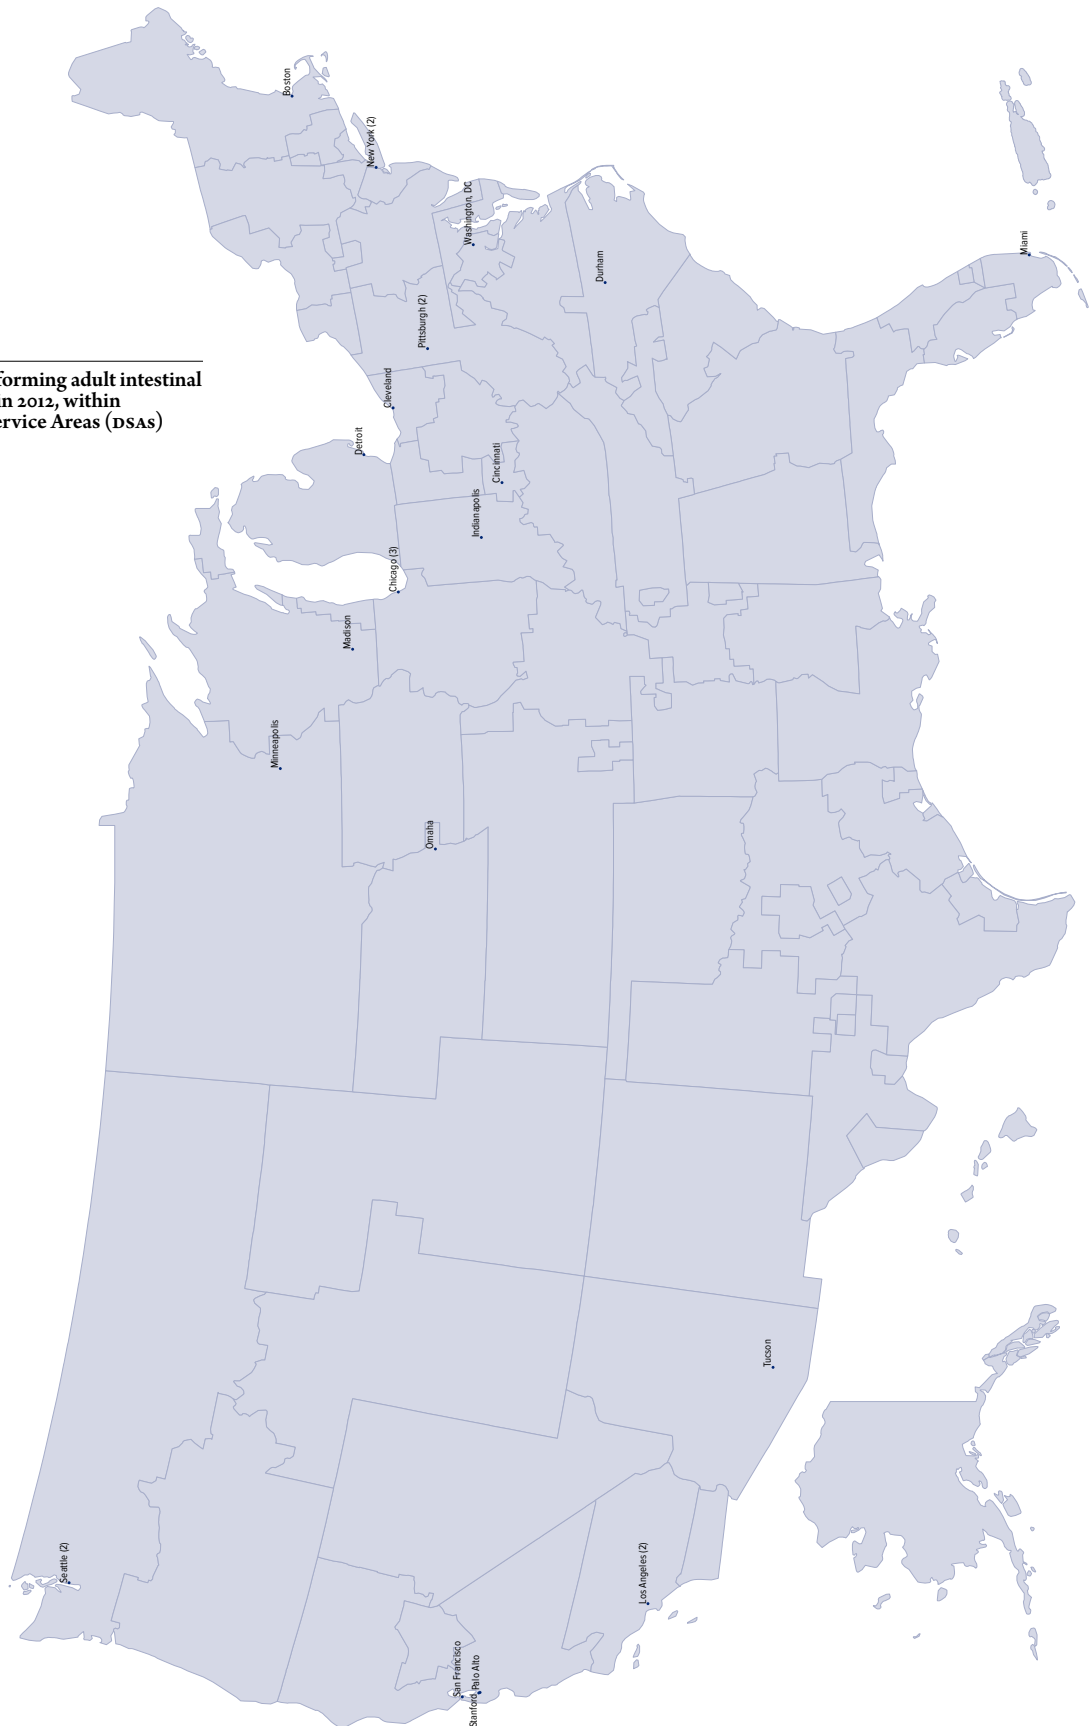 forming adult intestinal
in 2012, within
ervice Areas (DSAs)
Boston
New York (2)
Washington, DC
Durham
Miami
Pittsburgh (2)
Cleveland
Detroit
Cincinnati
Indianapolis
Chicago (3)
Madison
Minneapolis
Omaha
Tucson
Seattle (2)
Los Angeles (2)
San Francisco
Stanford
Palo Alto